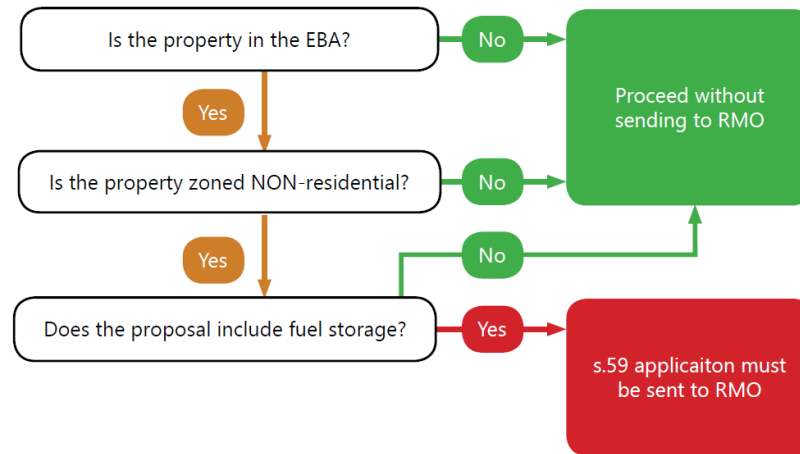 Is the property in the EBA?
No
Proceed without
sending to RMO
Yes
Is the property zoned NON-residential?
No
Yes
No
Does the proposal include fuel storage?
Yes
s.59 applicaiton must
be sent to RMO